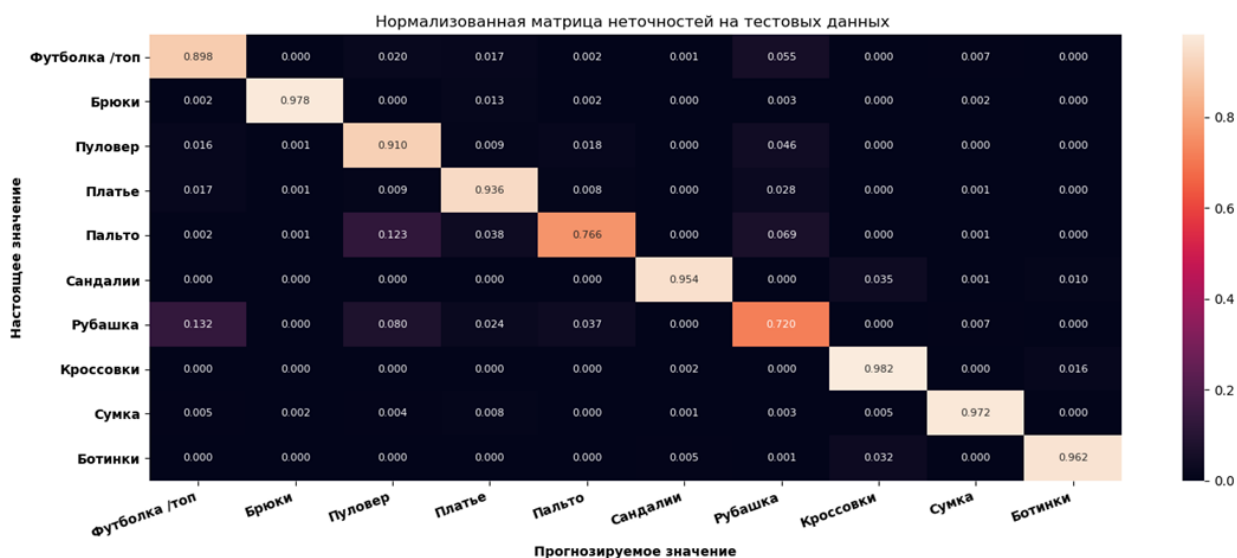 Нормализованная матрица неточностей на тестовых данных
Футболка /топ 0.898 0.000 0.020 0.017 0.002 0.001 0.055 0.000 0.007 0.000
Брюки 0.002 0.978 0.000 0.013 0.002 0.000 0.003 0.000 0.002 0.000
Пуловер 0.016 0.001 0.910 0.009 0.018 0.000 0.046 0.000 0.000 0.000
Платье 0.017 0.001 0.009 0.936 0.008 0.000 0.028 0.000 0.001 0.000
Пальто 0.002 0.001 0.123 0.038 0.766 0.000 0.069 0.000 0.001 0.000
Сандалии 0.000 0.000 0.000 0.000 0.000 0.954 0.000 0.035 0.001 0.010
Рубашка 0.132 0.000 0.080 0.024 0.037 0.000 0.720 0.000 0.007 0.000
Кроссовки 0.000 0.000 0.000 0.000 0.000 0.002 0.000 0.982 0.000 0.016
Сумка 0.005 0.002 0.004 0.008 0.000 0.001 0.003 0.005 0.972 0.000
Ботинки 0.000 0.000 0.000 0.000 0.000 0.005 0.001 0.032 0.000 0.962
Настоящее значение
Футболка /топ Брюки Пуловер Платье Пальто Сандалии Рубашка Кроссовки Сумка Ботинки
Прогнозируемое значение
0.8
0.6
0.4
0.2
0.0